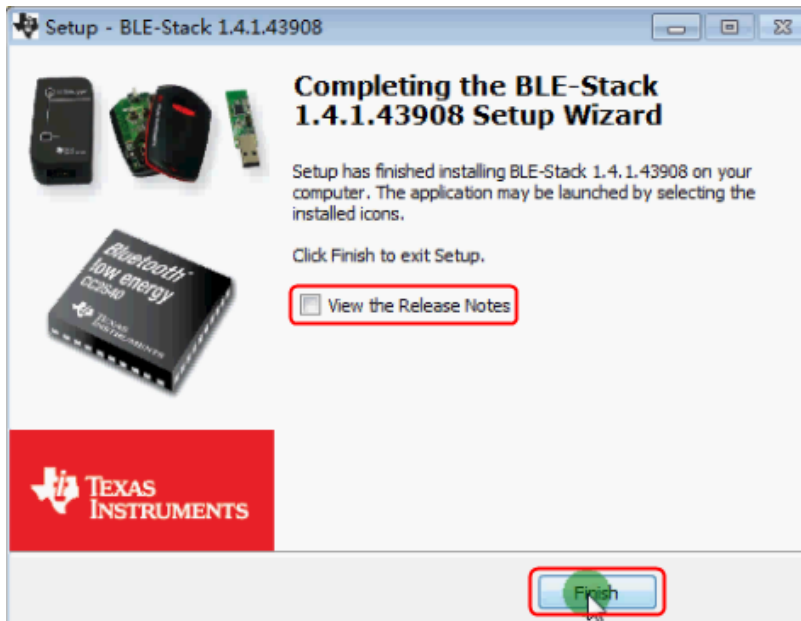 Setup - BLE-Stack 1.4.1.43908
Completing the BLE-Stack
1.4.1.43908 Setup Wizard
Setup has finished installing BLE-Stack 1.4.1.43908 on your
computer. The application may be launched by selecting the
installed icons.
Click Finish to exit Setup.
View the Release Notes
Bluetooth
low energy
CC2540
TEXAS
INSTRUMENTS
TEXAS
INSTRUMENTS
Finish